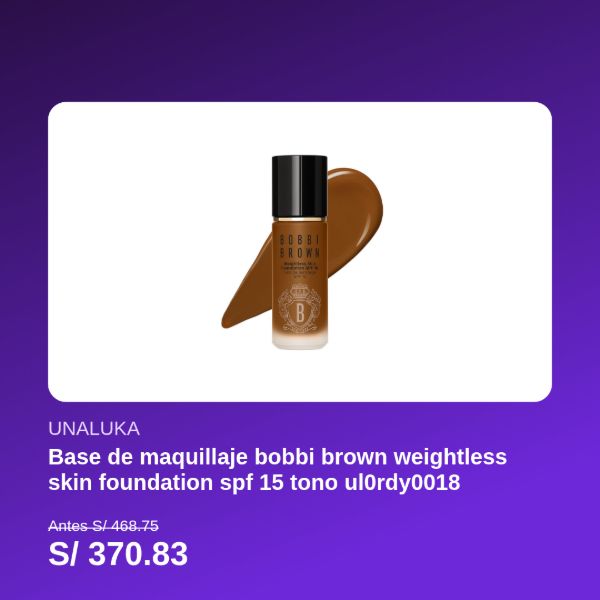 BOBBI
BROWN
B
UNALUKA
Base de maquillaje bobbi brown weightless
skin foundation spf 15 tono ul0rdy0018
Antes S/ 468.75
S/ 370.83